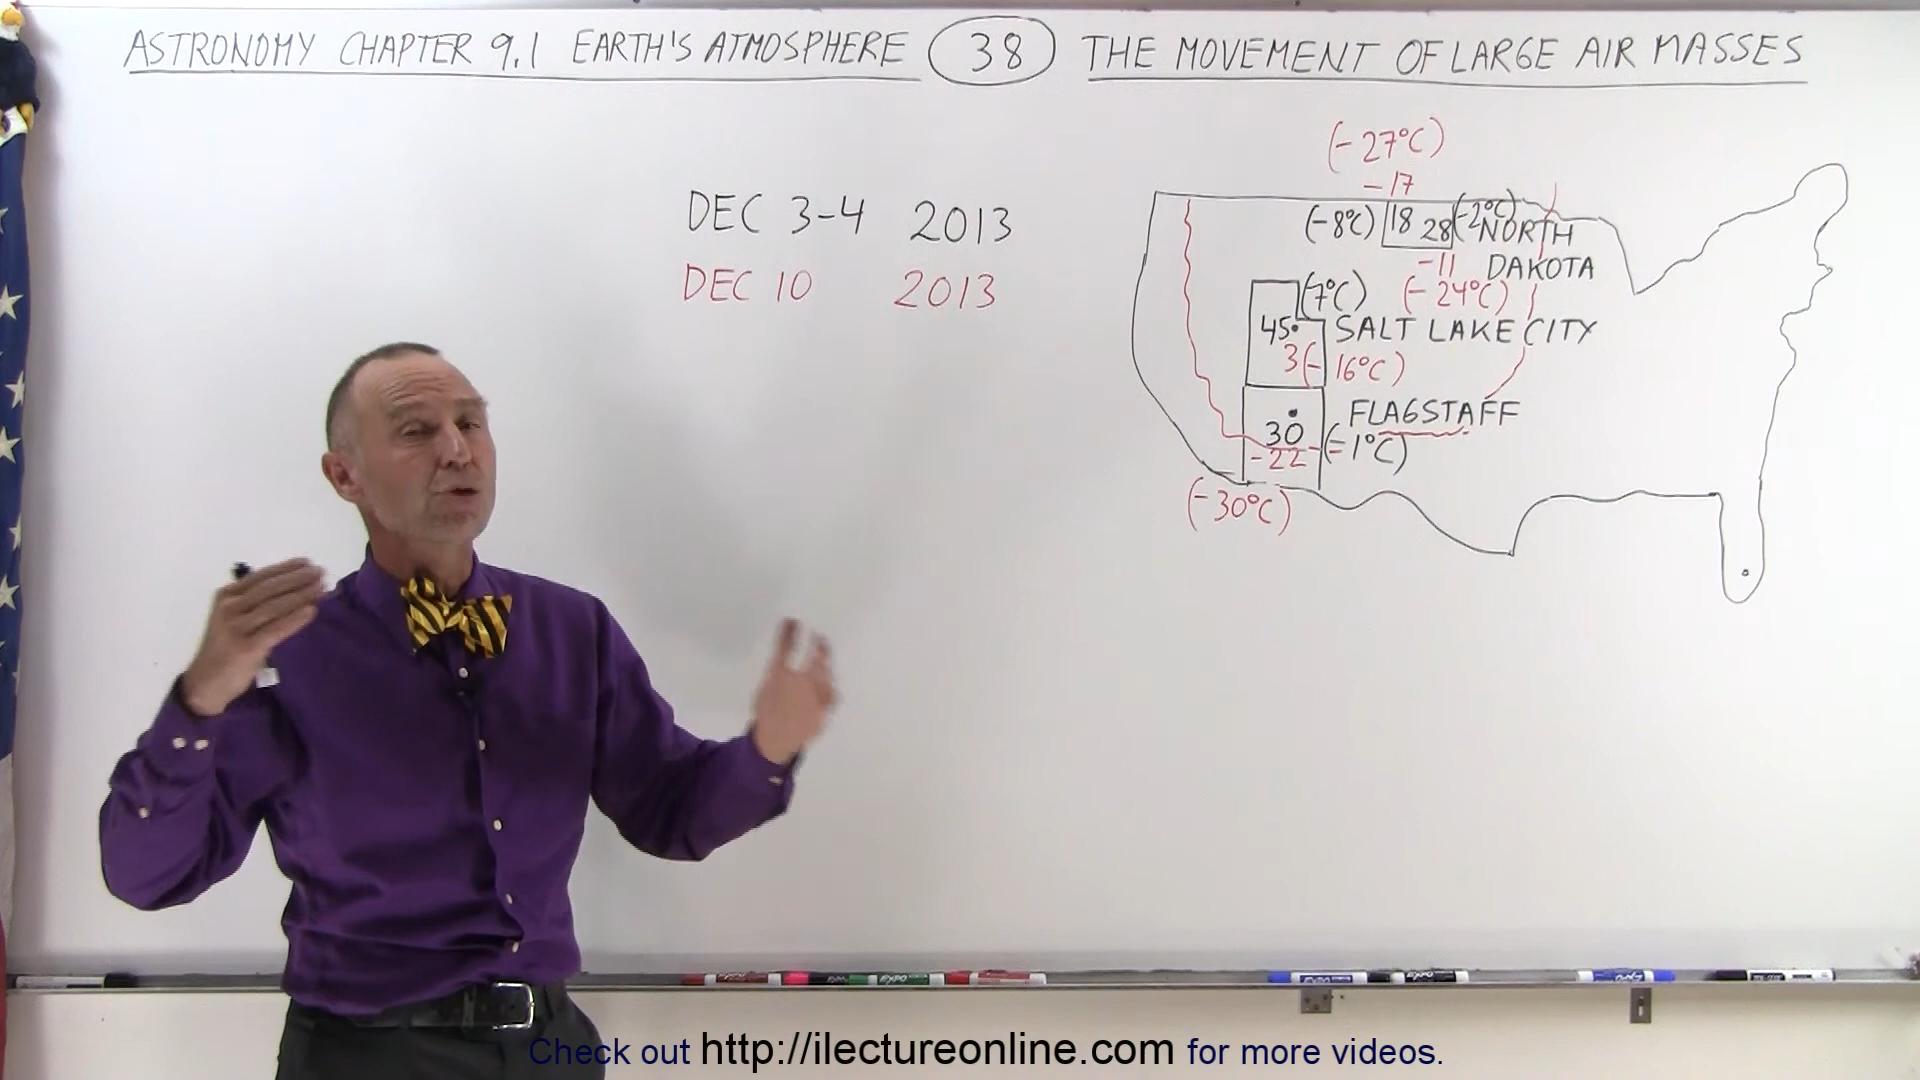 ASTRONOMY CHAPTER 9.1 EARTH'S ATMOSPHERE 38 THE MOVEMENT OF LARGE AIR MASSES
DEC 3-4 2013
DEC 10 2013
(-27°C)
-17
(-8°C) 18 28 (-2°C)
NORTH
-11 DAKOTA
(-24°C)
(7°C)
45 SALT LAKE CITY
3 (-16°C)
FLAGSTAFF
30 (-1°C)
-22
(-30°C)
Check out http://ilectureonline.com for more videos.